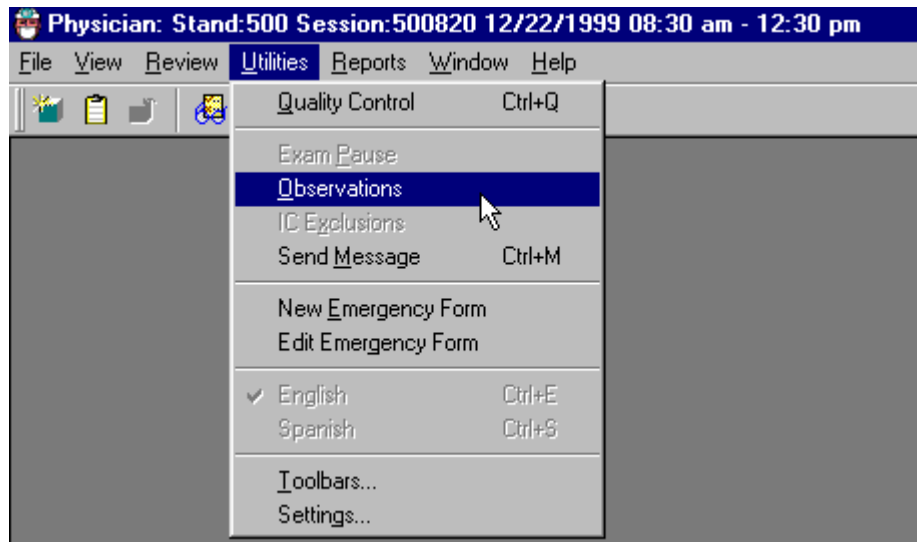 Physician: Stand:500 Session:500820 12/22/1999 08:30 am - 12:30 pm
File View Review Utilities Reports Window Help
Quality Control Ctrl+Q
Exam Pause
Observations
IC Exclusions
Send Message Ctrl+M
New Emergency Form
Edit Emergency Form
English Ctrl+E
Spanish Ctrl+S
Toolbars...
Settings...